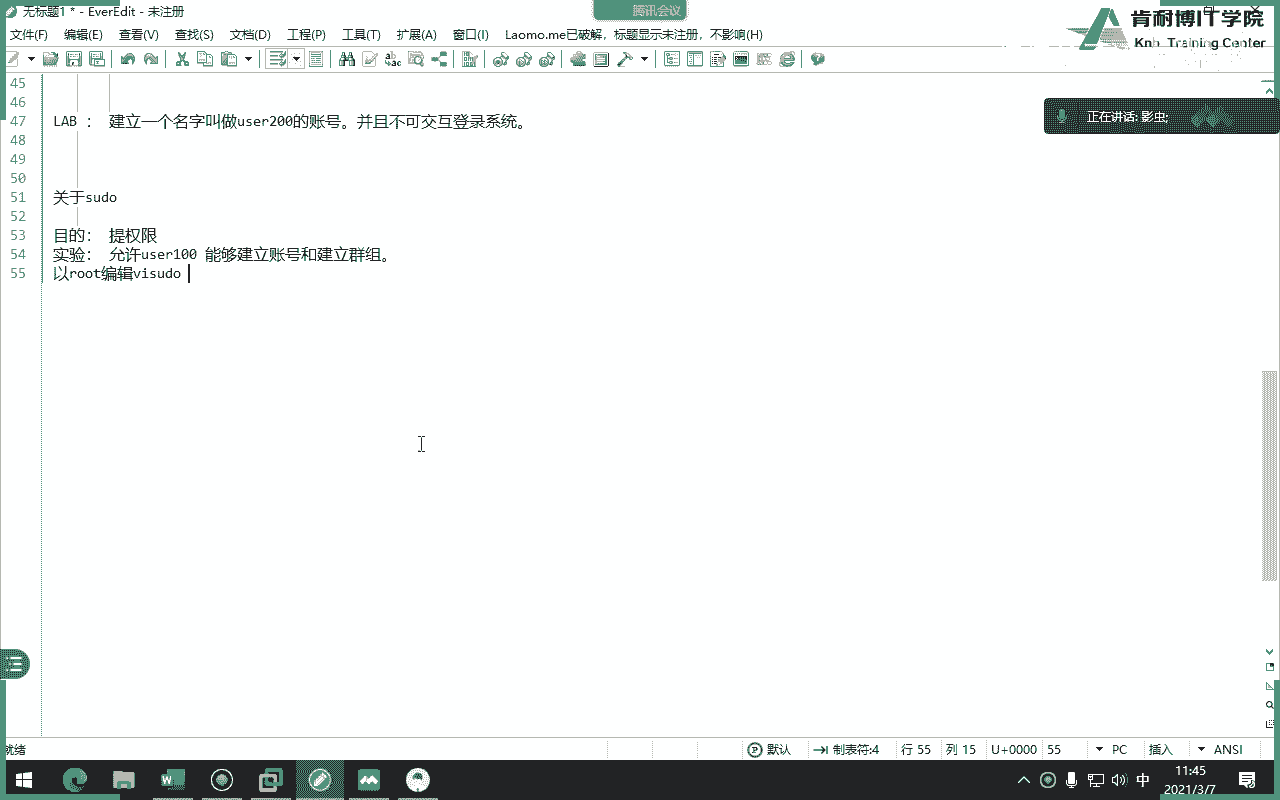 无标题1 * - EverEdit - 未注册
腾讯会议
肯耐博IT学院
文件(F) 编辑(E) 查看(V) 查找(S) 文档(D) 工程(P) 工具(T) 扩展(A) 窗口(I) Laomo.me已破解，标题显示未注册，不影响(H)
Knb Training Center
45
46
47 LAB ： 建立一个名字叫做user200的账号。并且不可交互登录系统。
正在讲话: 影虫;
48
49
50
51 关于sudo
52
53 目的： 提权限
54 实验： 允许user100 能够建立账号和建立群组。
55 以root编辑visudo
就绪 默认 制表符:4 行 55 列 15 U+0000 55 PC 插入 ANSI
中 11:45
2021/3/7